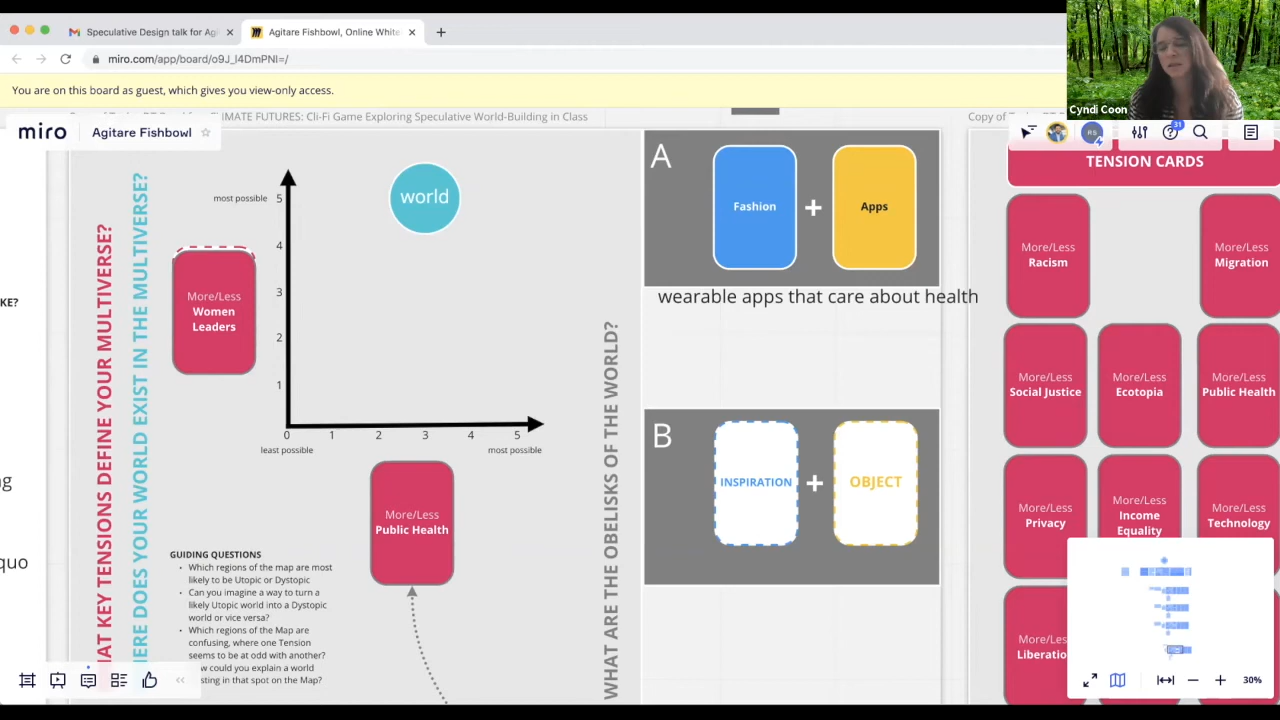 Speculative Design talk for Ag
Agitare Fishbowl, Online White
miro.com/app/board/o9J_l4DmPNI=/
You are on this board as guest, which gives you view-only access.
Cyndi Coon
CLIMATE FUTURES: Cli-Fi Game Exploring Speculative World-Building in Class
Copy of
miro
Agitare Fishbowl
31
TENSION CARDS
A
Fashion
+
Apps
wearable apps that care about health
B
INSPIRATION
+
OBJECT
world
most possible
5
4
3
2
1
0
1
2
3
4
5
least possible
most possible
More/Less
Women
Leaders
More/Less
Public Health
KE?
quo
AT KEY TENSIONS DEFINE YOUR MULTIVERSE?
HERE DOES YOUR WORLD EXIST IN THE MULTIVERSE?
WHAT ARE THE OBELISKS OF THE WORLD?
GUIDING QUESTIONS
• Which regions of the map are most
likely to be Utopic or Dystopic
• Can you imagine a way to turn a
likely Utopic world into a Dystopic
world or vice versa?
• Which regions of the Map are
confusing, where one Tension
seems to be at odd with another?
ow could you explain a world
sting in that spot on the Map?
More/Less
Racism
More/Less
Migration
More/Less
Social Justice
More/Less
Ecotopia
More/Less
Public Health
More/Less
Privacy
More/Less
Income
Equality
More/Less
Technology
More/Less
Liberatio
30%